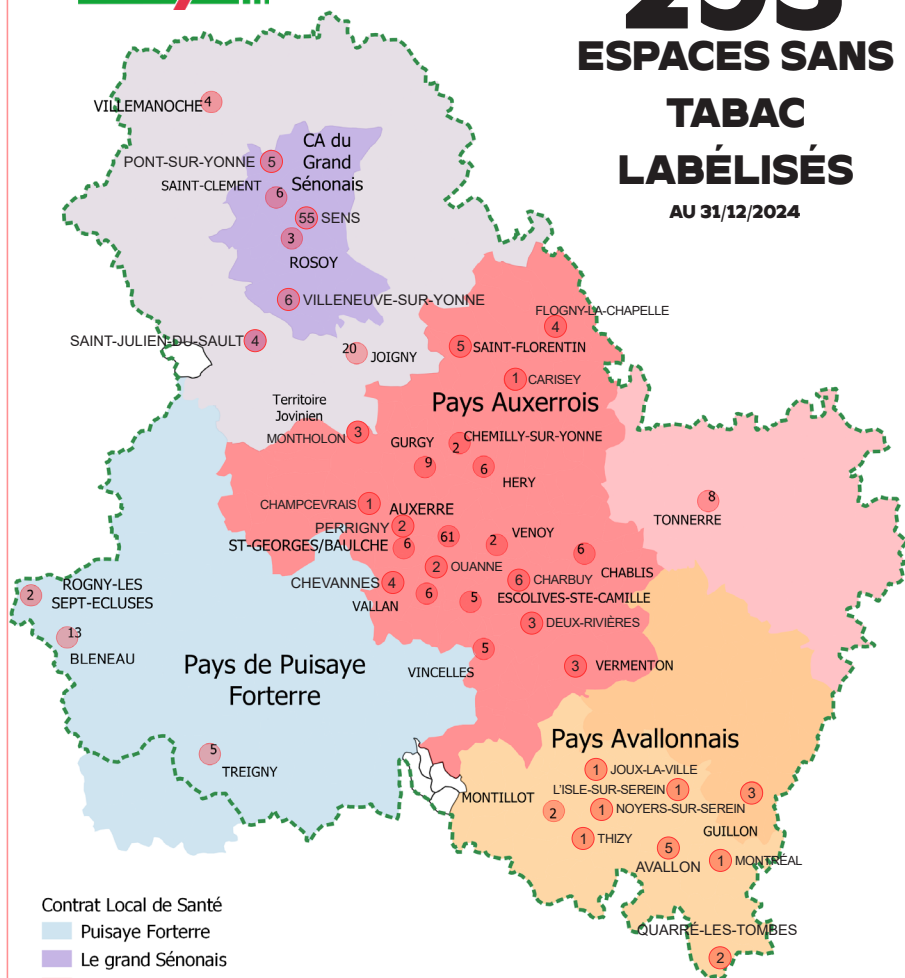 ESPACES SANS
TABAC
LABÉLISÉS
AU 31/12/2024
VILLEMANOCHE 4
CA du
Grand
Sénonais
PONT-SUR-YONNE 5
SAINT-CLEMENT 6
55 SENS
3
ROSOY
6 VILLENEUVE-SUR-YONNE
SAINT-JULIEN-DU-SAULT 4
20 JOIGNY
FLOGNY-LA-CHAPELLE
4
5 SAINT-FLORENTIN
1 CARISEY
Pays Auxerrois
Territoire
Jovinien
MONTHOLON 3
GURGY
9
CHEMILLY-SUR-YONNE
2
6
HERY
8
TONNERRE
CHAMPCEVRAIS 1
AUXERRE
61
PERRIGNY 2
ST-GEORGES/BAULCHE 6
2 VENOY
6
CHABLIS
2 OUANNE
CHEVANNES 4
6 CHARBUY
VALLAN 6
5 ESCOLIVES-STE-CAMILLE
3 DEUX-RIVIÈRES
5
VINCELLES
3 VERMENTON
2 ROGNY-LES
SEPT-ECLUSES
13
BLENEAU
Pays de Puisaye
Forterre
5
TREIGNY
Pays Avallonnais
1 JOUX-LA-VILLE
L'ISLE-SUR-SEREIN 1
MONTILLOT
2
1 NOYERS-SUR-SEREIN
3
GUILLON
1 THIZY
5
AVALLON
1 MONTRÉAL
QUARRÉ-LES-TOMBES
2
Contrat Local de Santé
Puisaye Forterre
Le grand Sénonais